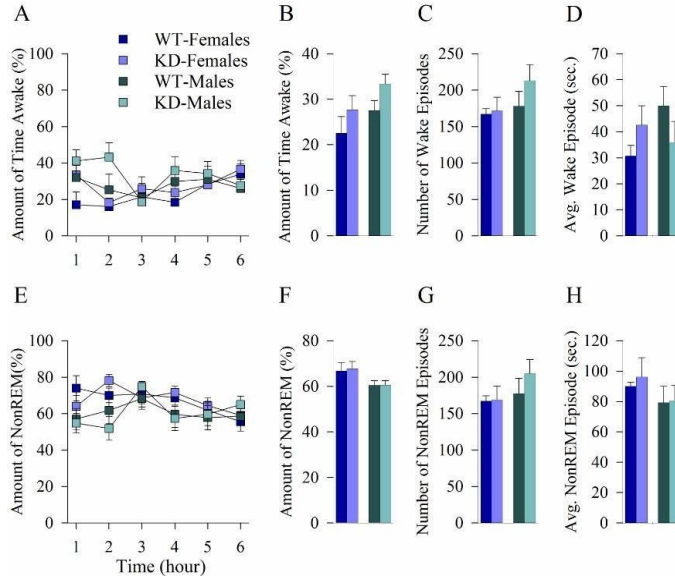 A
WT-Females
KD-Females
WT-Males
KD-Males
Amount of Time Awake (%)
100
80
60
40
20
0
1 2 3 4 5 6
B
Amount of Time Awake (%)
40
30
20
10
0
C
Number of Wake Episodes
250
200
150
100
50
0
D
Avg. Wake Episode (sec.)
70
60
50
40
30
20
10
0
E
Amount of NonREM(%)
100
80
60
40
20
0
1 2 3 4 5 6
Time (hour)
F
Amount of NonREM (%)
80
60
40
20
0
G
Number of NonREM Episodes
250
200
150
100
50
0
H
Avg. NonREM Episode (sec.)
120
100
80
60
40
20
0